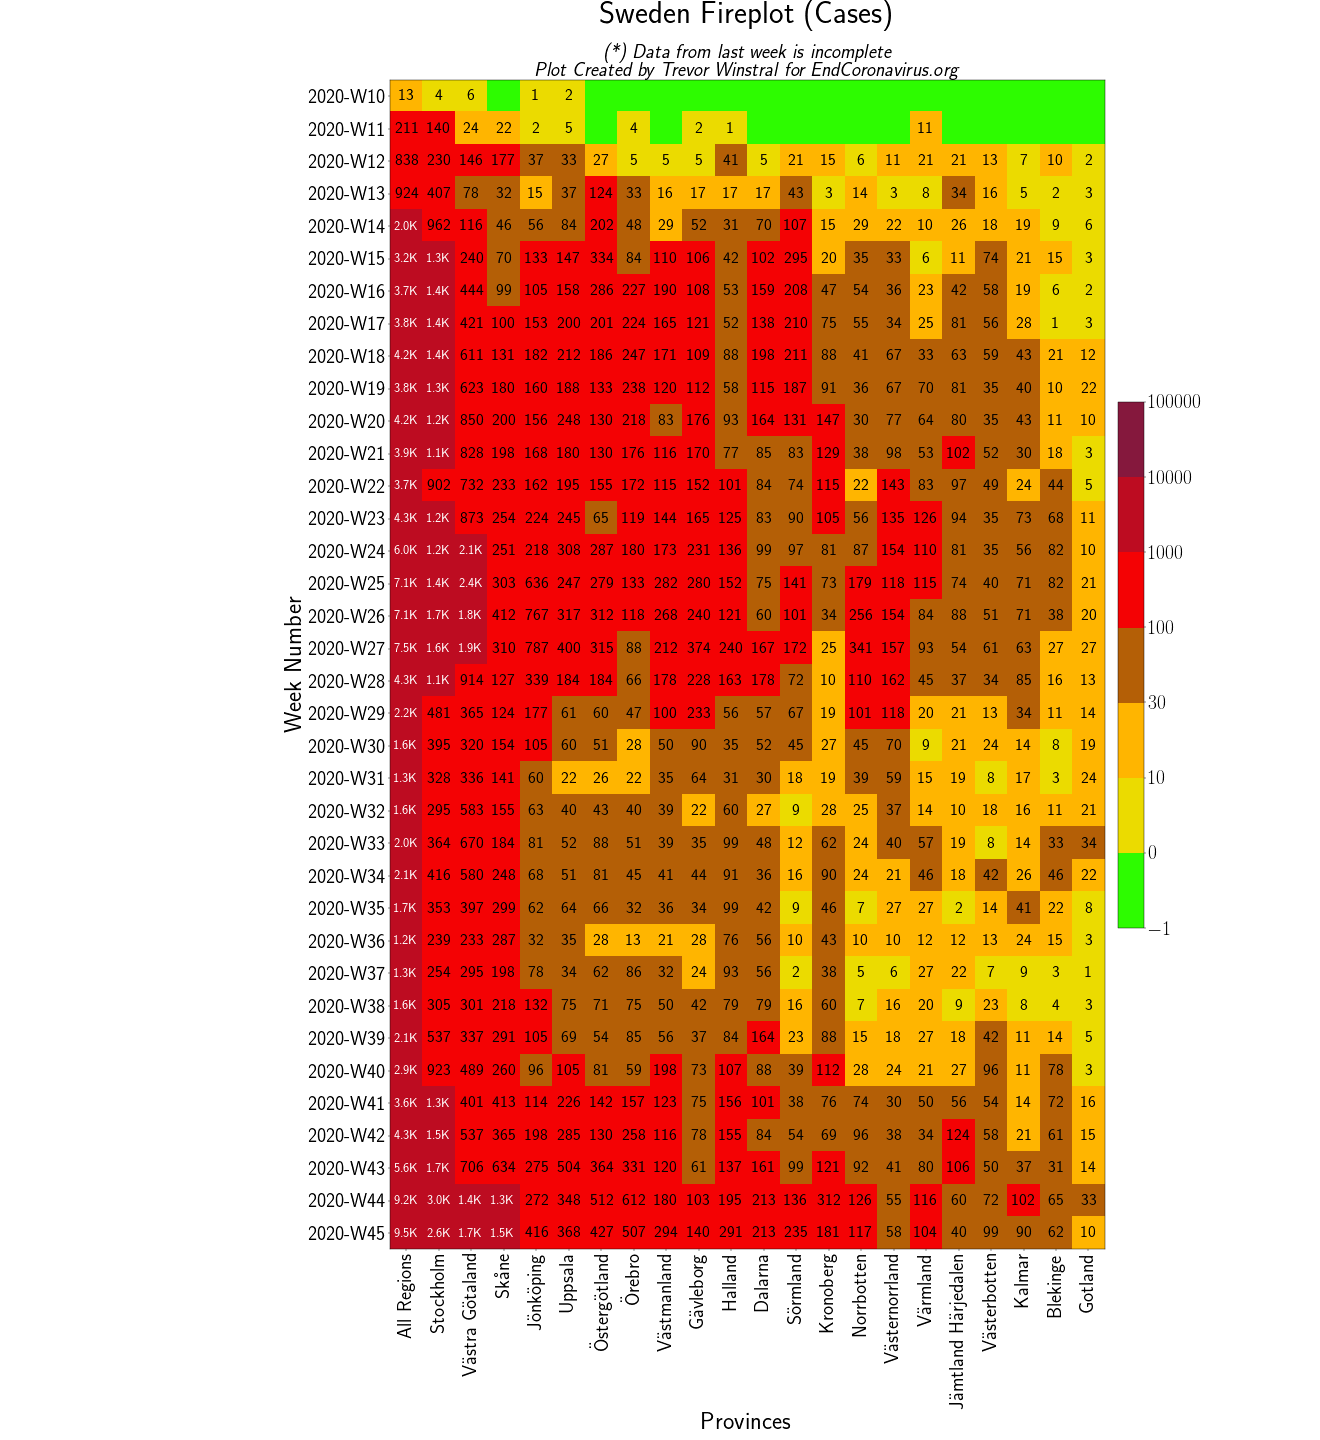 Sweden Fireplot (Cases)
(*) Data from last week is incomplete
Plot Created by Trevor Winstral for EndCoronavirus.org
2020-W10 13 4 6 1 2
2020-W11 211 140 24 22 2 5 4 2 1 11
2020-W12 838 230 146 177 37 33 27 5 5 5 41 5 21 15 6 11 21 21 13 7 10 2
2020-W13 924 407 78 32 15 37 124 33 16 17 17 17 43 3 14 3 8 34 16 5 2 3
2020-W14 2.0K 962 116 46 56 84 202 48 29 52 31 70 107 15 29 22 10 26 18 19 9 6
2020-W15 3.2K 1.3K 240 70 133 147 334 84 110 106 42 102 295 20 35 33 6 11 74 21 15 3
2020-W16 3.7K 1.4K 444 99 105 158 286 227 190 108 53 159 208 47 54 36 23 42 58 19 6 2
2020-W17 3.8K 1.4K 421 100 153 200 201 224 165 121 52 138 210 75 55 34 25 81 56 28 1 3
2020-W18 4.2K 1.4K 611 131 182 212 186 247 171 109 88 198 211 88 41 67 33 63 59 43 21 12
2020-W19 3.8K 1.3K 623 180 160 188 133 238 120 112 58 115 187 91 36 67 70 81 35 40 10 22
2020-W20 4.2K 1.2K 850 200 156 248 130 218 83 176 93 164 131 147 30 77 64 80 35 43 11 10
2020-W21 3.9K 1.1K 828 198 168 180 130 176 116 170 77 85 83 129 38 98 53 102 52 30 18 3
2020-W22 3.7K 902 732 233 162 195 155 172 115 152 101 84 74 115 22 143 83 97 49 24 44 5
2020-W23 4.3K 1.2K 873 254 224 245 65 119 144 165 125 83 90 105 56 135 126 94 35 73 68 11
2020-W24 6.0K 1.2K 2.1K 251 218 308 287 180 173 231 136 99 97 81 87 154 110 81 35 56 82 10
2020-W25 7.1K 1.4K 2.4K 303 636 247 279 133 282 280 152 75 141 73 179 118 115 74 40 71 82 21
2020-W26 7.1K 1.7K 1.8K 412 767 317 312 118 268 240 121 60 101 34 256 154 84 88 51 71 38 20
2020-W27 7.5K 1.6K 1.9K 310 787 400 315 88 212 374 240 167 172 25 341 157 93 54 61 63 27 27
2020-W28 4.3K 1.1K 914 127 339 184 184 66 178 228 163 178 72 10 110 162 45 37 34 85 16 13
2020-W29 2.2K 481 365 124 177 61 60 47 100 233 56 57 67 19 101 118 20 21 13 34 11 14
2020-W30 1.6K 395 320 154 105 60 51 28 50 90 35 52 45 27 45 70 9 21 24 14 8 19
2020-W31 1.3K 328 336 141 60 22 26 22 35 64 31 30 18 19 39 59 15 19 8 17 3 24
2020-W32 1.6K 295 583 155 63 40 43 40 39 22 60 27 9 28 25 37 14 10 18 16 11 21
2020-W33 2.0K 364 670 184 81 52 88 51 39 35 99 48 12 62 24 40 57 19 8 14 33 34
2020-W34 2.1K 416 580 248 68 51 81 45 41 44 91 36 16 90 24 21 46 18 42 26 46 22
2020-W35 1.7K 353 397 299 62 64 66 32 36 34 99 42 9 46 7 27 27 2 14 41 22 8
2020-W36 1.2K 239 233 287 32 35 28 13 21 28 76 56 10 43 10 10 12 12 13 24 15 3
2020-W37 1.3K 254 295 198 78 34 62 86 32 24 93 56 2 38 5 6 27 22 7 9 3 1
2020-W38 1.6K 305 301 218 132 75 71 75 50 42 79 79 16 60 7 16 20 9 23 8 4 3
2020-W39 2.1K 537 337 291 105 69 54 85 56 37 84 164 23 88 15 18 27 18 42 11 14 5
2020-W40 2.9K 923 489 260 96 105 81 59 198 73 107 88 39 112 28 24 21 27 96 11 78 3
2020-W41 3.6K 1.3K 401 413 114 226 142 157 123 75 156 101 38 76 74 30 50 56 54 14 72 16
2020-W42 4.3K 1.5K 537 365 198 285 130 258 116 78 155 84 54 69 96 38 34 124 58 21 61 15
2020-W43 5.6K 1.7K 706 634 275 504 364 331 120 61 137 161 99 121 92 41 80 106 50 37 31 14
2020-W44 9.2K 3.0K 1.4K 1.3K 272 348 512 612 180 103 195 213 136 312 126 55 116 60 72 102 65 33
2020-W45 9.5K 2.6K 1.7K 1.5K 416 368 427 507 294 140 291 213 235 181 117 58 104 40 99 90 62 10
Week Number
All Regions
Stockholm
Västra Götaland
Skåne
Jönköping
Uppsala
Östergötland
Örebro
Västmanland
Gävleborg
Halland
Dalarna
Sörmland
Kronoberg
Norrbotten
Västernorrland
Värmland
Jämtland Härjedalen
Västerbotten
Kalmar
Blekinge
Gotland
Provinces
100000
10000
1000
100
30
10
0
−1